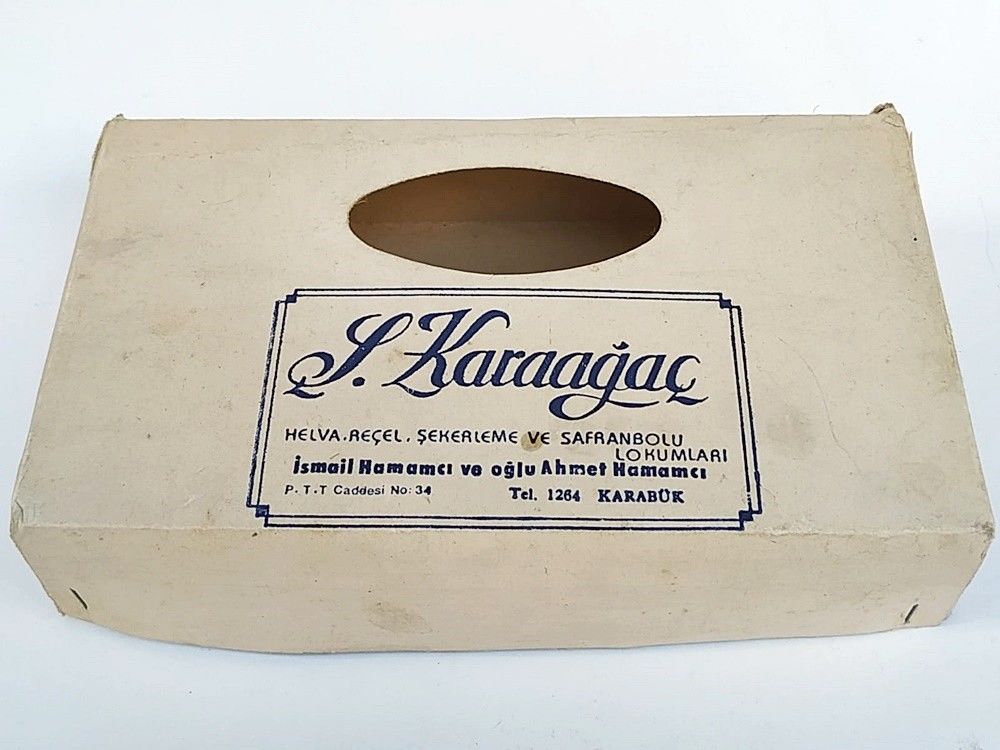 Ş. Karaağaç
HELVA, REÇEL, ŞEKERLEME VE SAFRANBOLU
LOKUMLARI
İsmail Hamamcı ve oğlu Ahmet Hamamcı
P.T.T Caddesi No: 34 Tel. 1264 KARABÜK